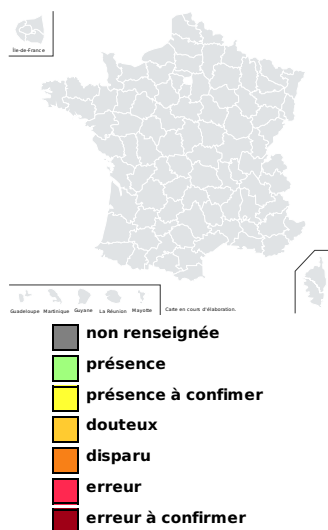 Île-de-France
Guadeloupe Martinique Guyane La Réunion Mayotte Carte en cours d'élaboration.
non renseignée
présence
présence à confimer
douteux
disparu
erreur
erreur à confirmer